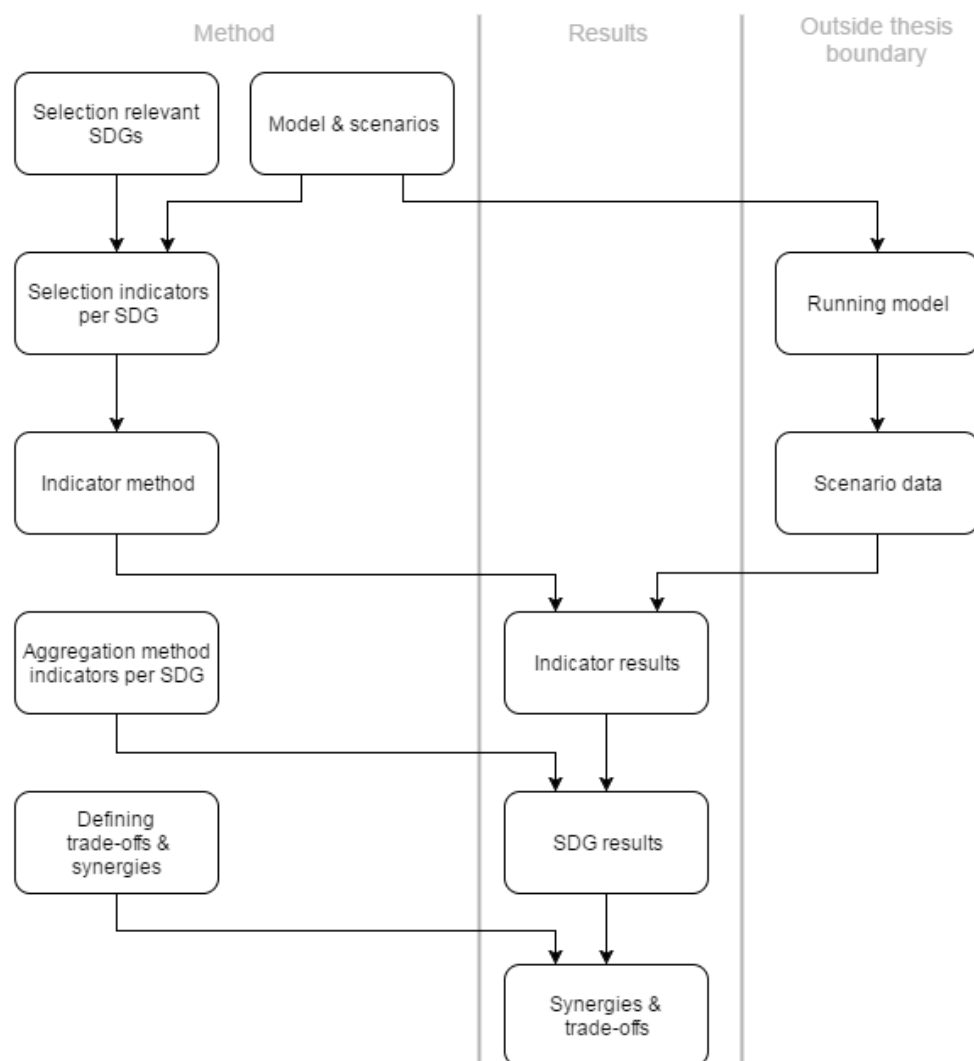 Method
Results
Outside thesis
boundary
Selection relevant
SDGs
Model & scenarios
Selection indicators
per SDG
Running model
Indicator method
Scenario data
Aggregation method
indicators per SDG
Indicator results
Defining
trade-offs &
synergies
SDG results
Synergies &
trade-offs